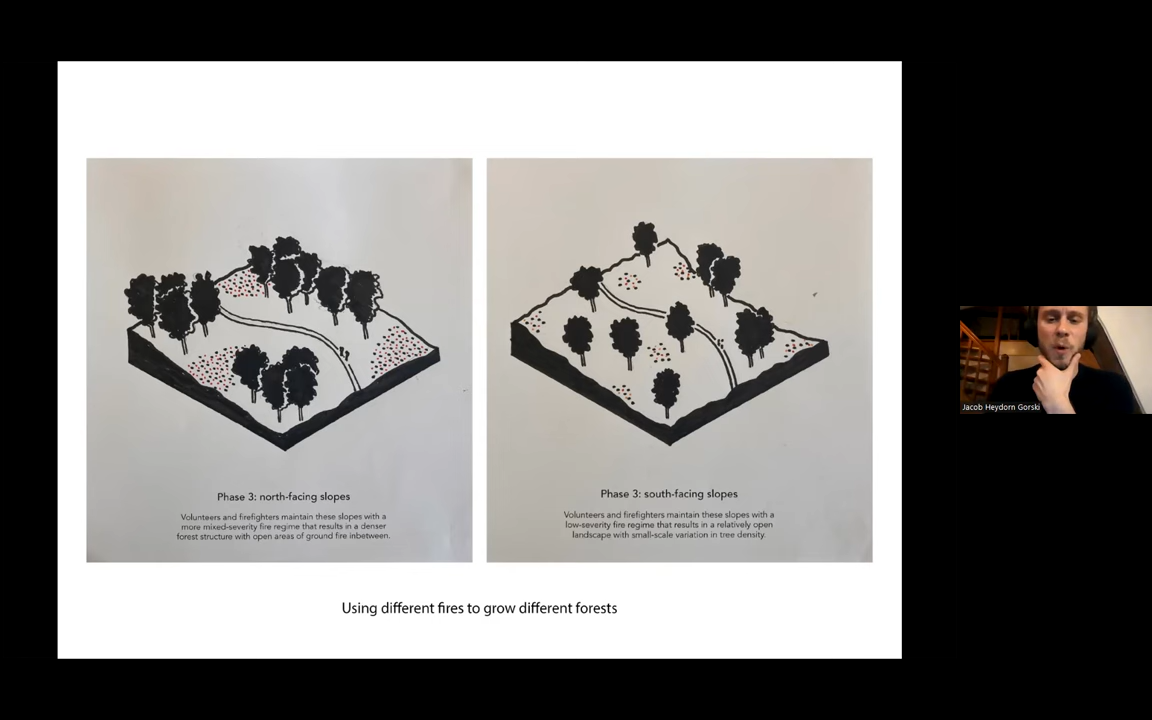 Phase 3: north-facing slopes
Volunteers and firefighters maintain these slopes with a
more mixed-severity fire regime that results in a denser
forest structure with open areas of ground fire inbetween.
Phase 3: south-facing slopes
Volunteers and firefighters maintain these slopes with a
low-severity fire regime that results in a relatively open
landscape with small-scale variation in tree density.
Using different fires to grow different forests
Jacob Heydorn Gorski